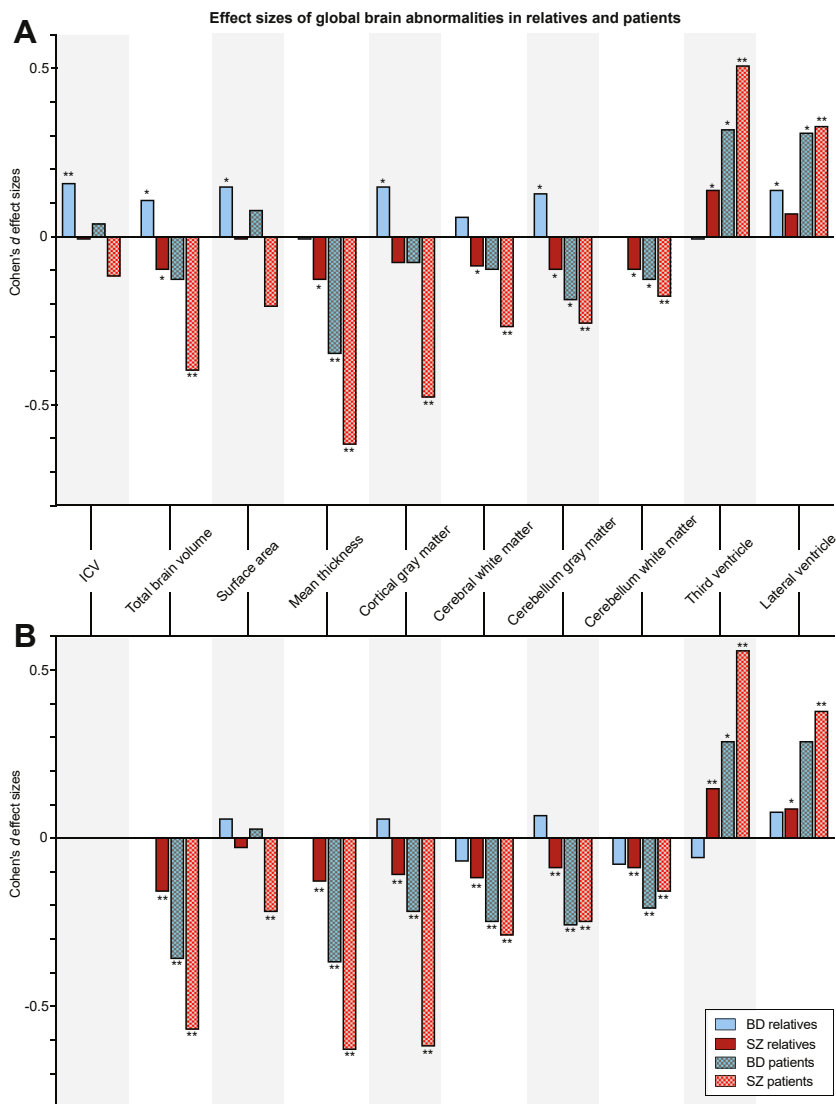 Effect sizes of global brain abnormalities in relatives and patients
A
0.5
0
-0.5
Cohen's d effect sizes
** * * * * * * * ** * **
* * * * * * * **
** ** ** ** ** **
ICV
Total brain volume
Surface area
Mean thickness
Cortical gray matter
Cerebral white matter
Cerebellum gray matter
Cerebellum white matter
Third ventricle
Lateral ventricle
B
0.5
0
-0.5
Cohen's d effect sizes
** * ** ** *
** ** ** ** ** **
** ** ** ** ** ** ** **
** ** ** ** **
BD relatives
SZ relatives
BD patients
SZ patients